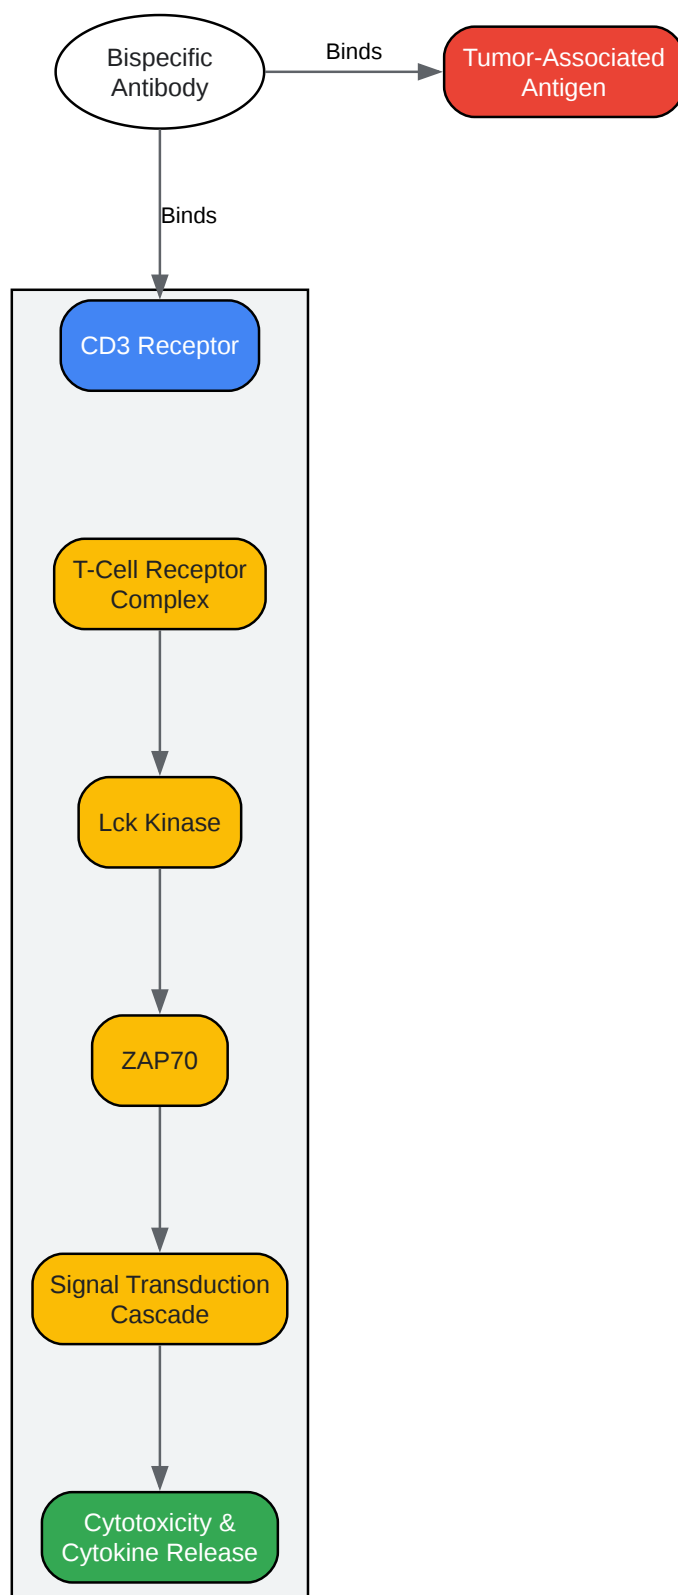 Bispecific
Antibody
Binds
Tumor-Associated
Antigen
Binds
CD3 Receptor
T-Cell Receptor
Complex
Lck Kinase
ZAP70
Signal Transduction
Cascade
Cytotoxicity &
Cytokine Release